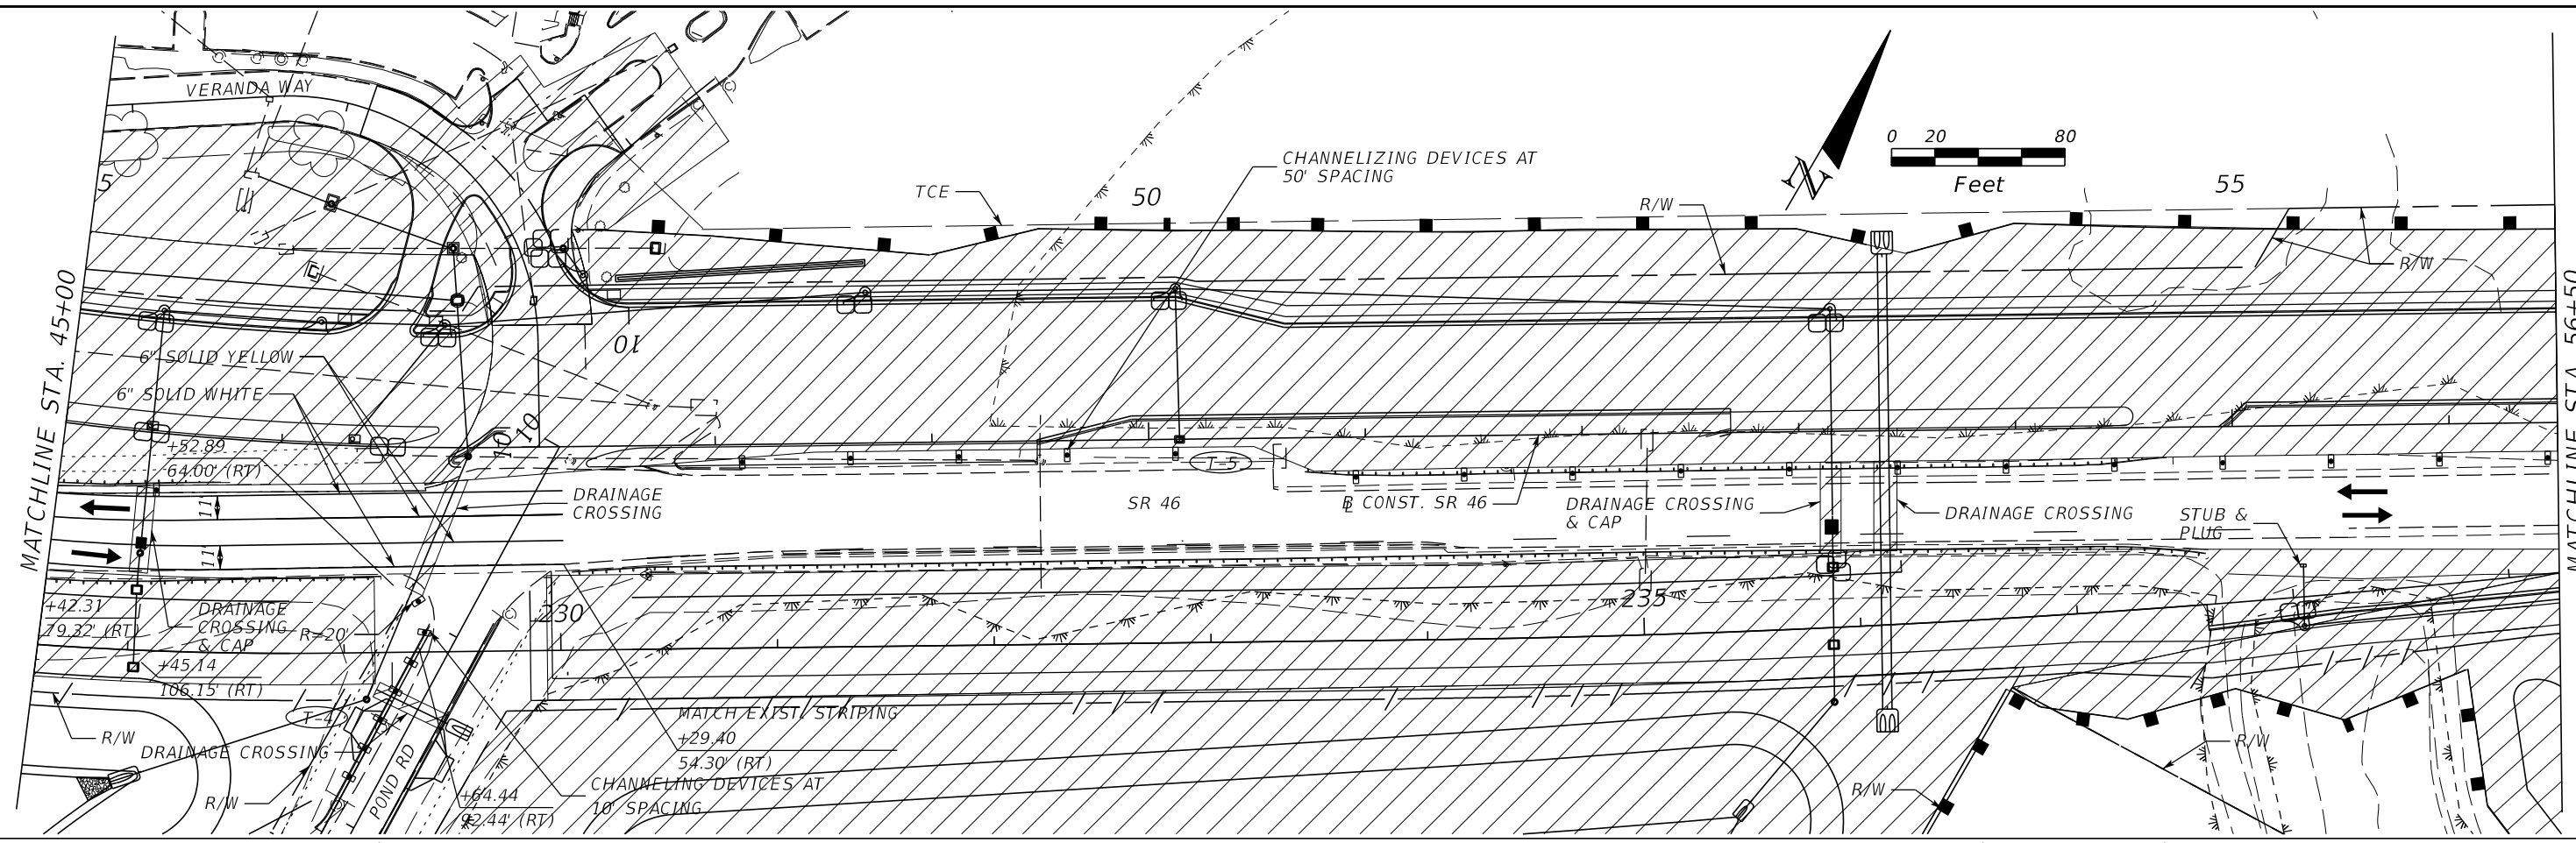 VERANDA WAY
5
CHANNELIZING DEVICES AT
50' SPACING
TCE
50
R/W
N
0 20 80
Feet
55
R/W
MATCHLINE STA. 45+00
MATCHLINE STA. 56+50
10
6" SOLID YELLOW
6" SOLID WHITE
10
10
+52.89
64.00' (RT)
11'
11'
DRAINAGE
CROSSING
T-5
SR 46
B CONST. SR 46
DRAINAGE CROSSING
& CAP
DRAINAGE CROSSING
STUB &
PLUG
+42.31
79.32' (RT)
DRAINAGE
CROSSING
& CAP
R=20'
230
235
+45.14
106.15' (RT)
T-4
R/W
DRAINAGE CROSSING
MATCH EXIST. STRIPING
+29.40
54.30' (RT)
CHANNELING DEVICES AT
10' SPACING
R/W
POND RD
+64.44
92.44' (RT)
R/W
R/W